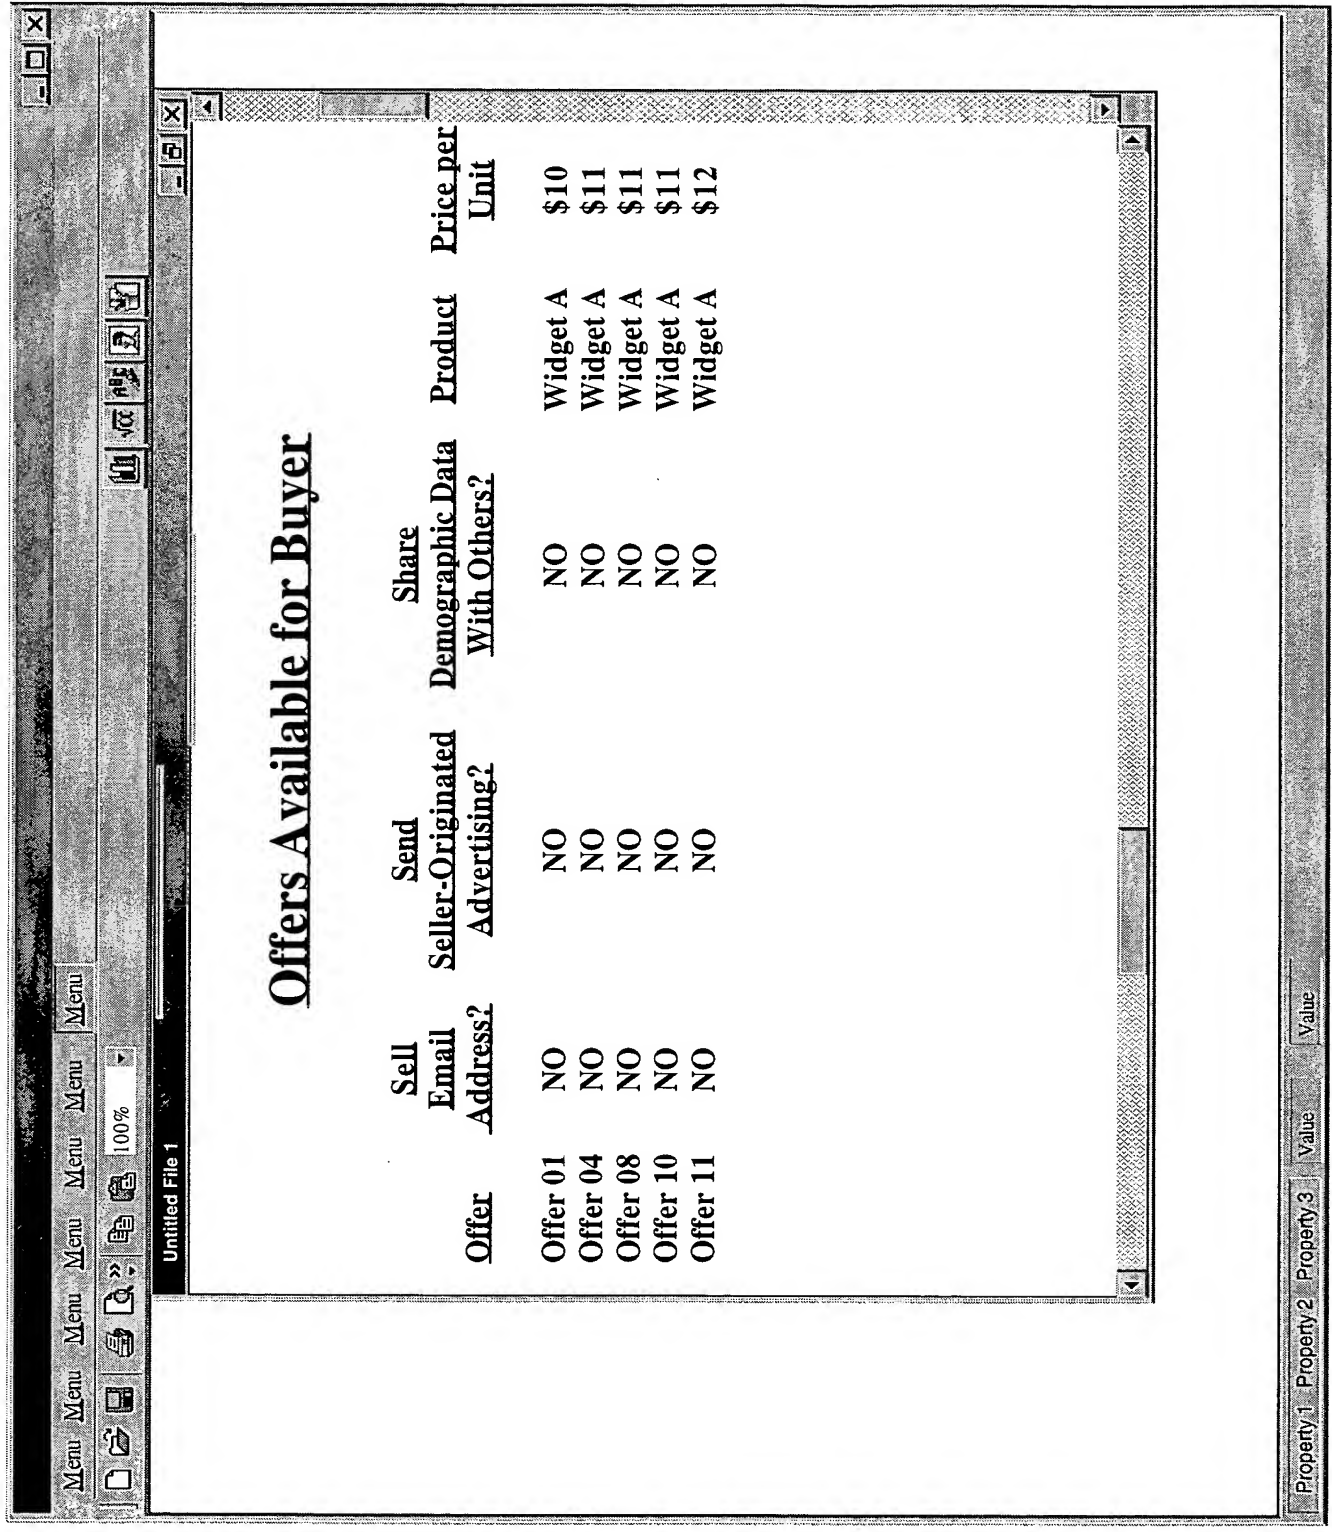 Menu Menu Menu Menu Menu Menu Menu
100%
√α ABC
Untitled File 1
Offers Available for Buyer
Sell Send Share
Email Seller-Originated Demographic Data Product Price per
Offer Address? Advertising? With Others? Unit
Offer 01 NO NO NO Widget A $10
Offer 04 NO NO NO Widget A $11
Offer 08 NO NO NO Widget A $11
Offer 10 NO NO NO Widget A $11
Offer 11 NO NO NO Widget A $12
Property 1 Property 2 Property 3 Value Value